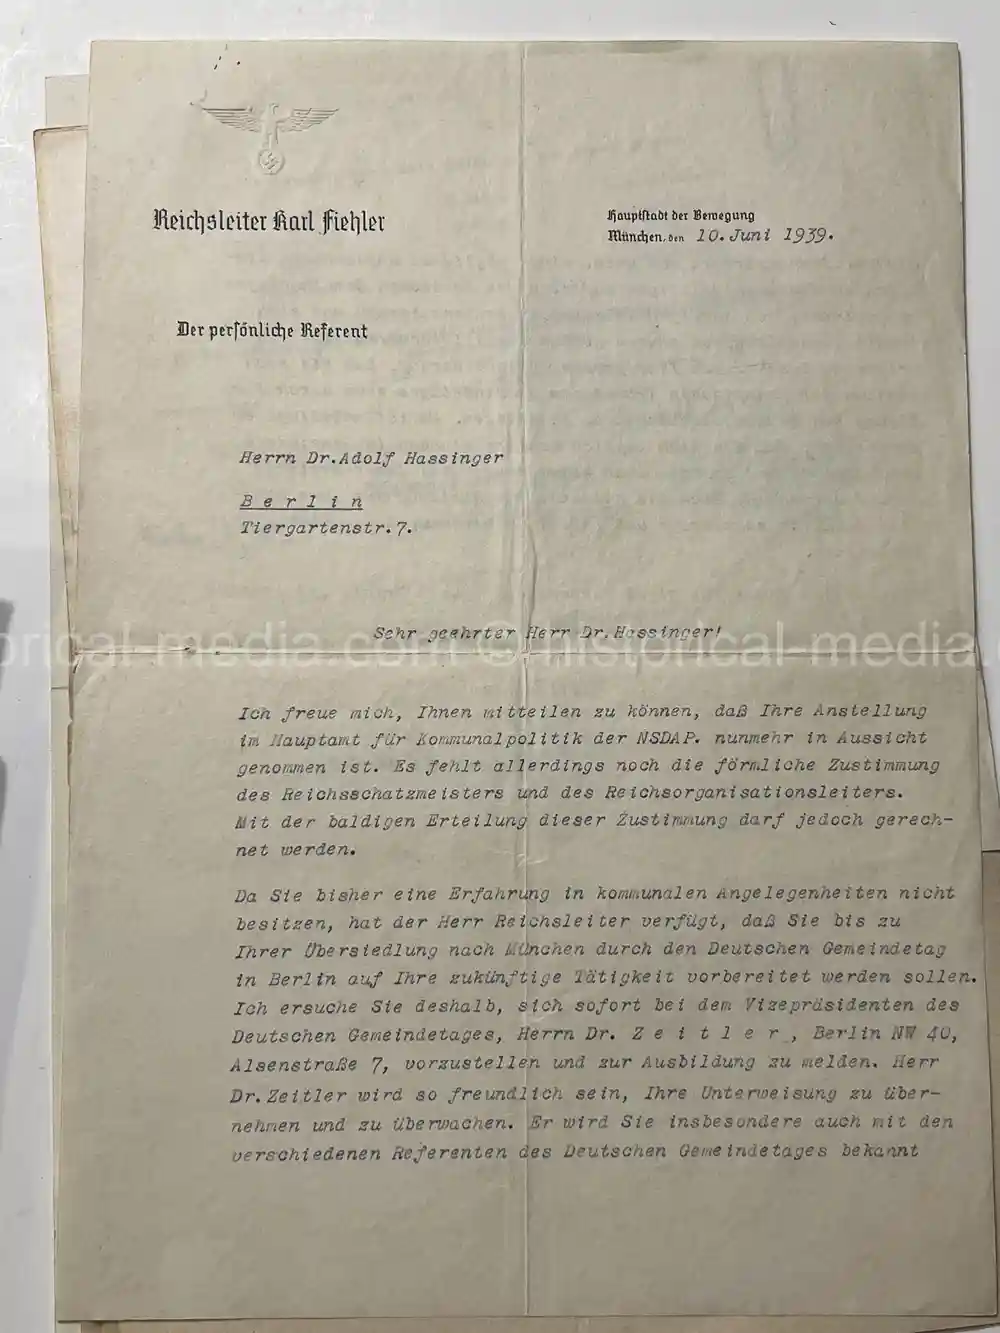 Reichsleiter Karl Fiehler
Hauptstadt der Bewegung
München, den 10. Juni 1939.
Der persönliche Referent
Herrn Dr.Adolf Hassinger
B e r l i n
Tiergartenstr.7.
Sehr geehrter Herr Dr.Hassinger!
orical-media.com © historical-media.
Ich freue mich, Ihnen mitteilen zu können, daß Ihre Anstellung
im Hauptamt für Kommunalpolitik der NSDAP. nunmehr in Aussicht
genommen ist. Es fehlt allerdings noch die förmliche Zustimmung
des Reichsschatzmeisters und des Reichsorganisationsleiters.
Mit der baldigen Erteilung dieser Zustimmung darf jedoch gerech-
net werden.
Da Sie bisher eine Erfahrung in kommunalen Angelegenheiten nicht
besitzen, hat der Herr Reichsleiter verfügt, daß Sie bis zu
Ihrer Übersiedlung nach München durch den Deutschen Gemeindetag
in Berlin auf Ihre zukünftige Tätigkeit vorbereitet werden sollen.
Ich ersuche Sie deshalb, sich sofort bei dem Vizepräsidenten des
Deutschen Gemeindetages, Herrn Dr. Z e i t l e r , Berlin NW 40,
Alsenstraße 7, vorzustellen und zur Ausbildung zu melden. Herr
Dr.Zeitler wird so freundlich sein, Ihre Unterweisung zu über-
nehmen und zu überwachen. Er wird Sie insbesondere auch mit den
verschiedenen Referenten des Deutschen Gemeindetages bekannt